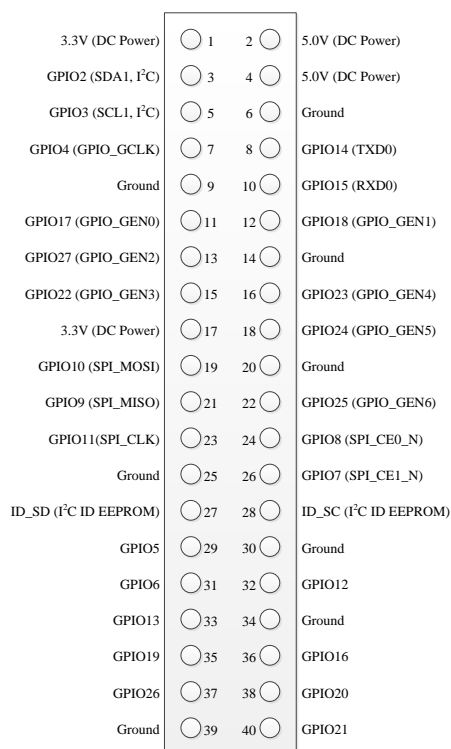 3.3V (DC Power) 1 2 5.0V (DC Power)
GPIO2 (SDA1, I²C) 3 4 5.0V (DC Power)
GPIO3 (SCL1, I²C) 5 6 Ground
GPIO4 (GPIO_GCLK) 7 8 GPIO14 (TXD0)
Ground 9 10 GPIO15 (RXD0)
GPIO17 (GPIO_GEN0) 11 12 GPIO18 (GPIO_GEN1)
GPIO27 (GPIO_GEN2) 13 14 Ground
GPIO22 (GPIO_GEN3) 15 16 GPIO23 (GPIO_GEN4)
3.3V (DC Power) 17 18 GPIO24 (GPIO_GEN5)
GPIO10 (SPI_MOSI) 19 20 Ground
GPIO9 (SPI_MISO) 21 22 GPIO25 (GPIO_GEN6)
GPIO11(SPI_CLK) 23 24 GPIO8 (SPI_CE0_N)
Ground 25 26 GPIO7 (SPI_CE1_N)
ID_SD (I²C ID EEPROM) 27 28 ID_SC (I²C ID EEPROM)
GPIO5 29 30 Ground
GPIO6 31 32 GPIO12
GPIO13 33 34 Ground
GPIO19 35 36 GPIO16
GPIO26 37 38 GPIO20
Ground 39 40 GPIO21